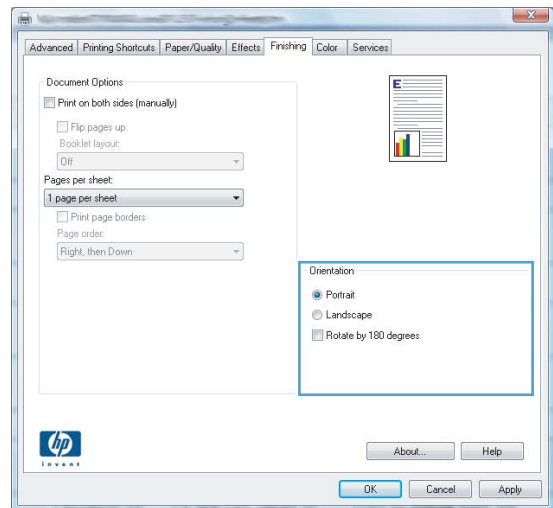 Advanced Printing Shortcuts Paper/Quality Effects Finishing Color Services
Document Options
Print on both sides (manually)
Flip pages up
Booklet layout:
Off
Pages per sheet:
1 page per sheet
Print page borders
Page order:
Right, then Down
E
Orientation
Portrait
Landscape
Rotate by 180 degrees
hp
invent
About... Help
OK Cancel Apply